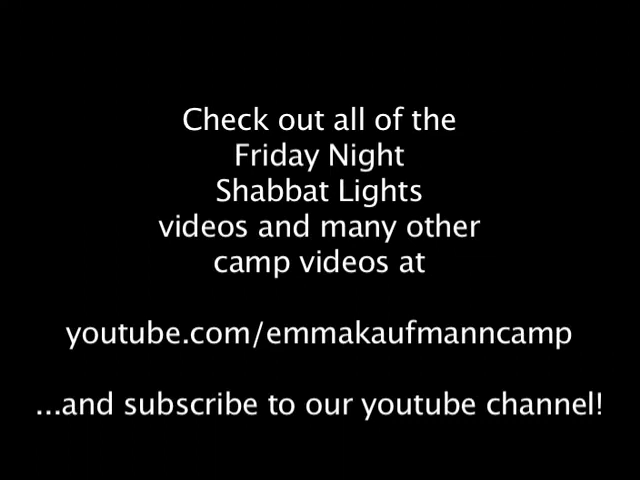 Check out all of the
Friday Night
Shabbat Lights
videos and many other
camp videos at
youtube.com/emmakaufmanncamp
...and subscribe to our youtube channel!